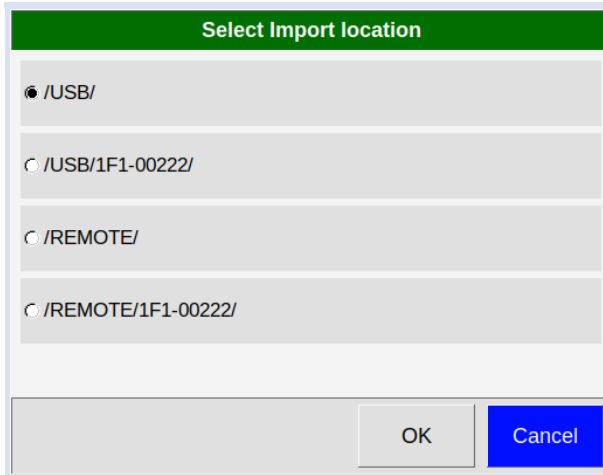 Select Import location
/USB/
/USB/1F1-00222/
/REMOTE/
/REMOTE/1F1-00222/
OK Cancel